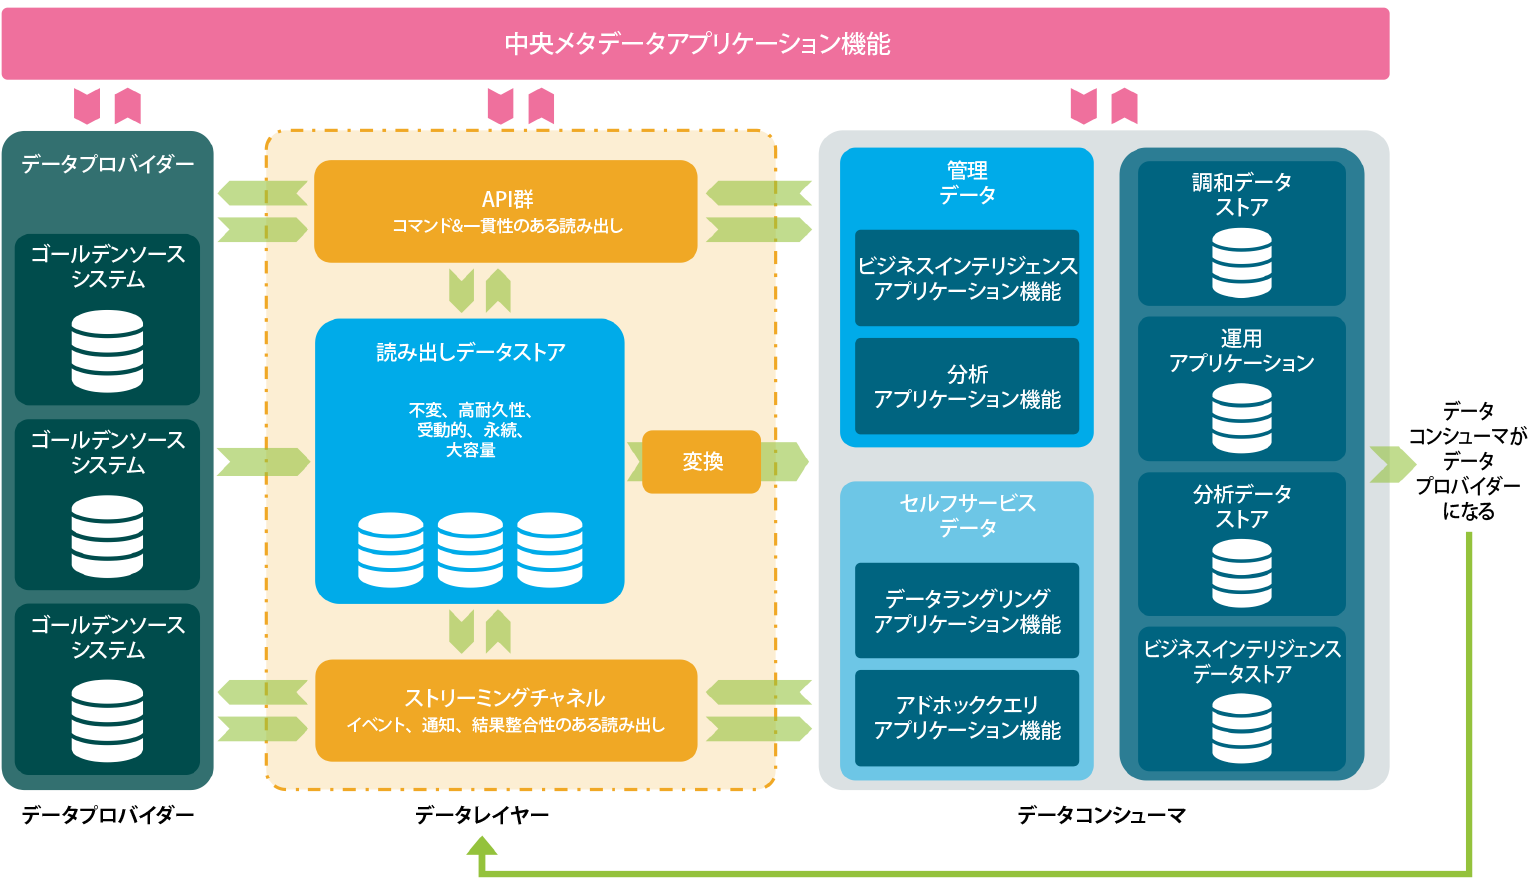 中央メタデータアプリケーション機能
データプロバイダー
ゴールデンソース
システム
ゴールデンソース
システム
ゴールデンソース
システム
データプロバイダー
API群
コマンド&一貫性のある読み出し
読み出しデータストア
不変、高耐久性、
受動的、永続、
大容量
変換
ストリーミングチャネル
イベント、通知、結果整合性のある読み出し
データレイヤー
管理
データ
ビジネスインテリジェンス
アプリケーション機能
分析
アプリケーション機能
セルフサービス
データ
データラングリング
アプリケーション機能
アドホッククエリ
アプリケーション機能
調和データ
ストア
運用
アプリケーション
分析データ
ストア
ビジネスインテリジェンス
データストア
データコンシューマ
データ
コンシューマが
データ
プロバイダー
になる